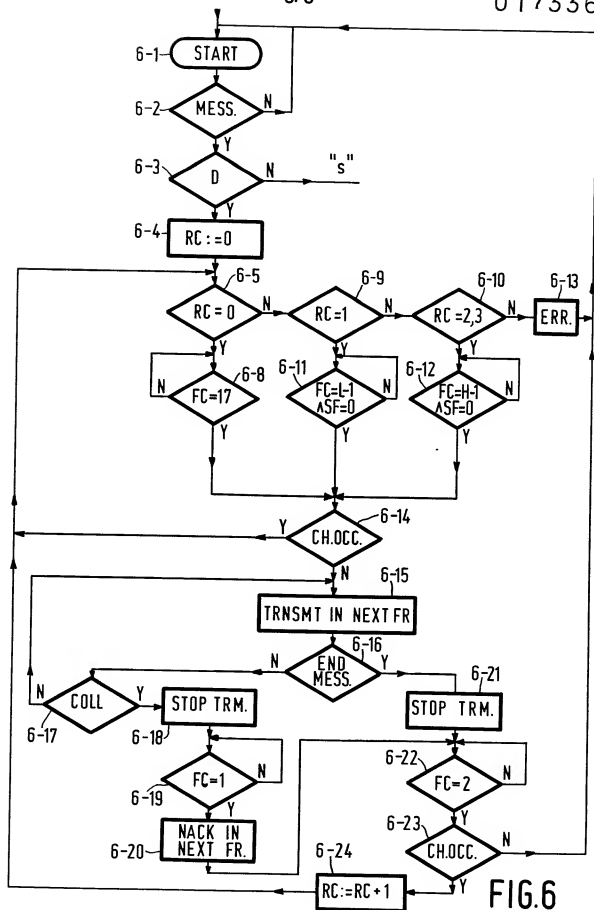 017336
6-1 START
6-2 MESS. N
Y
6-3 D N "s"
Y
6-4 RC:=0
6-5 6-9 6-10 6-13
RC=0 N RC=1 N RC=2,3 N ERR.
Y Y Y
6-8 6-11 6-12
N FC=17 FC=L-1 ∧SF=0 N FC=H-1 ∧SF=0 N
Y Y Y
6-14
Y CH.OCC.
N
6-15
TRNSMT IN NEXT FR
6-16
N END MESS. Y
6-17 N COLL Y
6-18 STOP TRM.
6-21 STOP TRM.
6-19 FC=1 N
Y
6-22 FC=2 N
Y
6-20 NACK IN NEXT FR.
6-23 CH.OCC. N
Y
6-24 RC:=RC+1
FIG.6